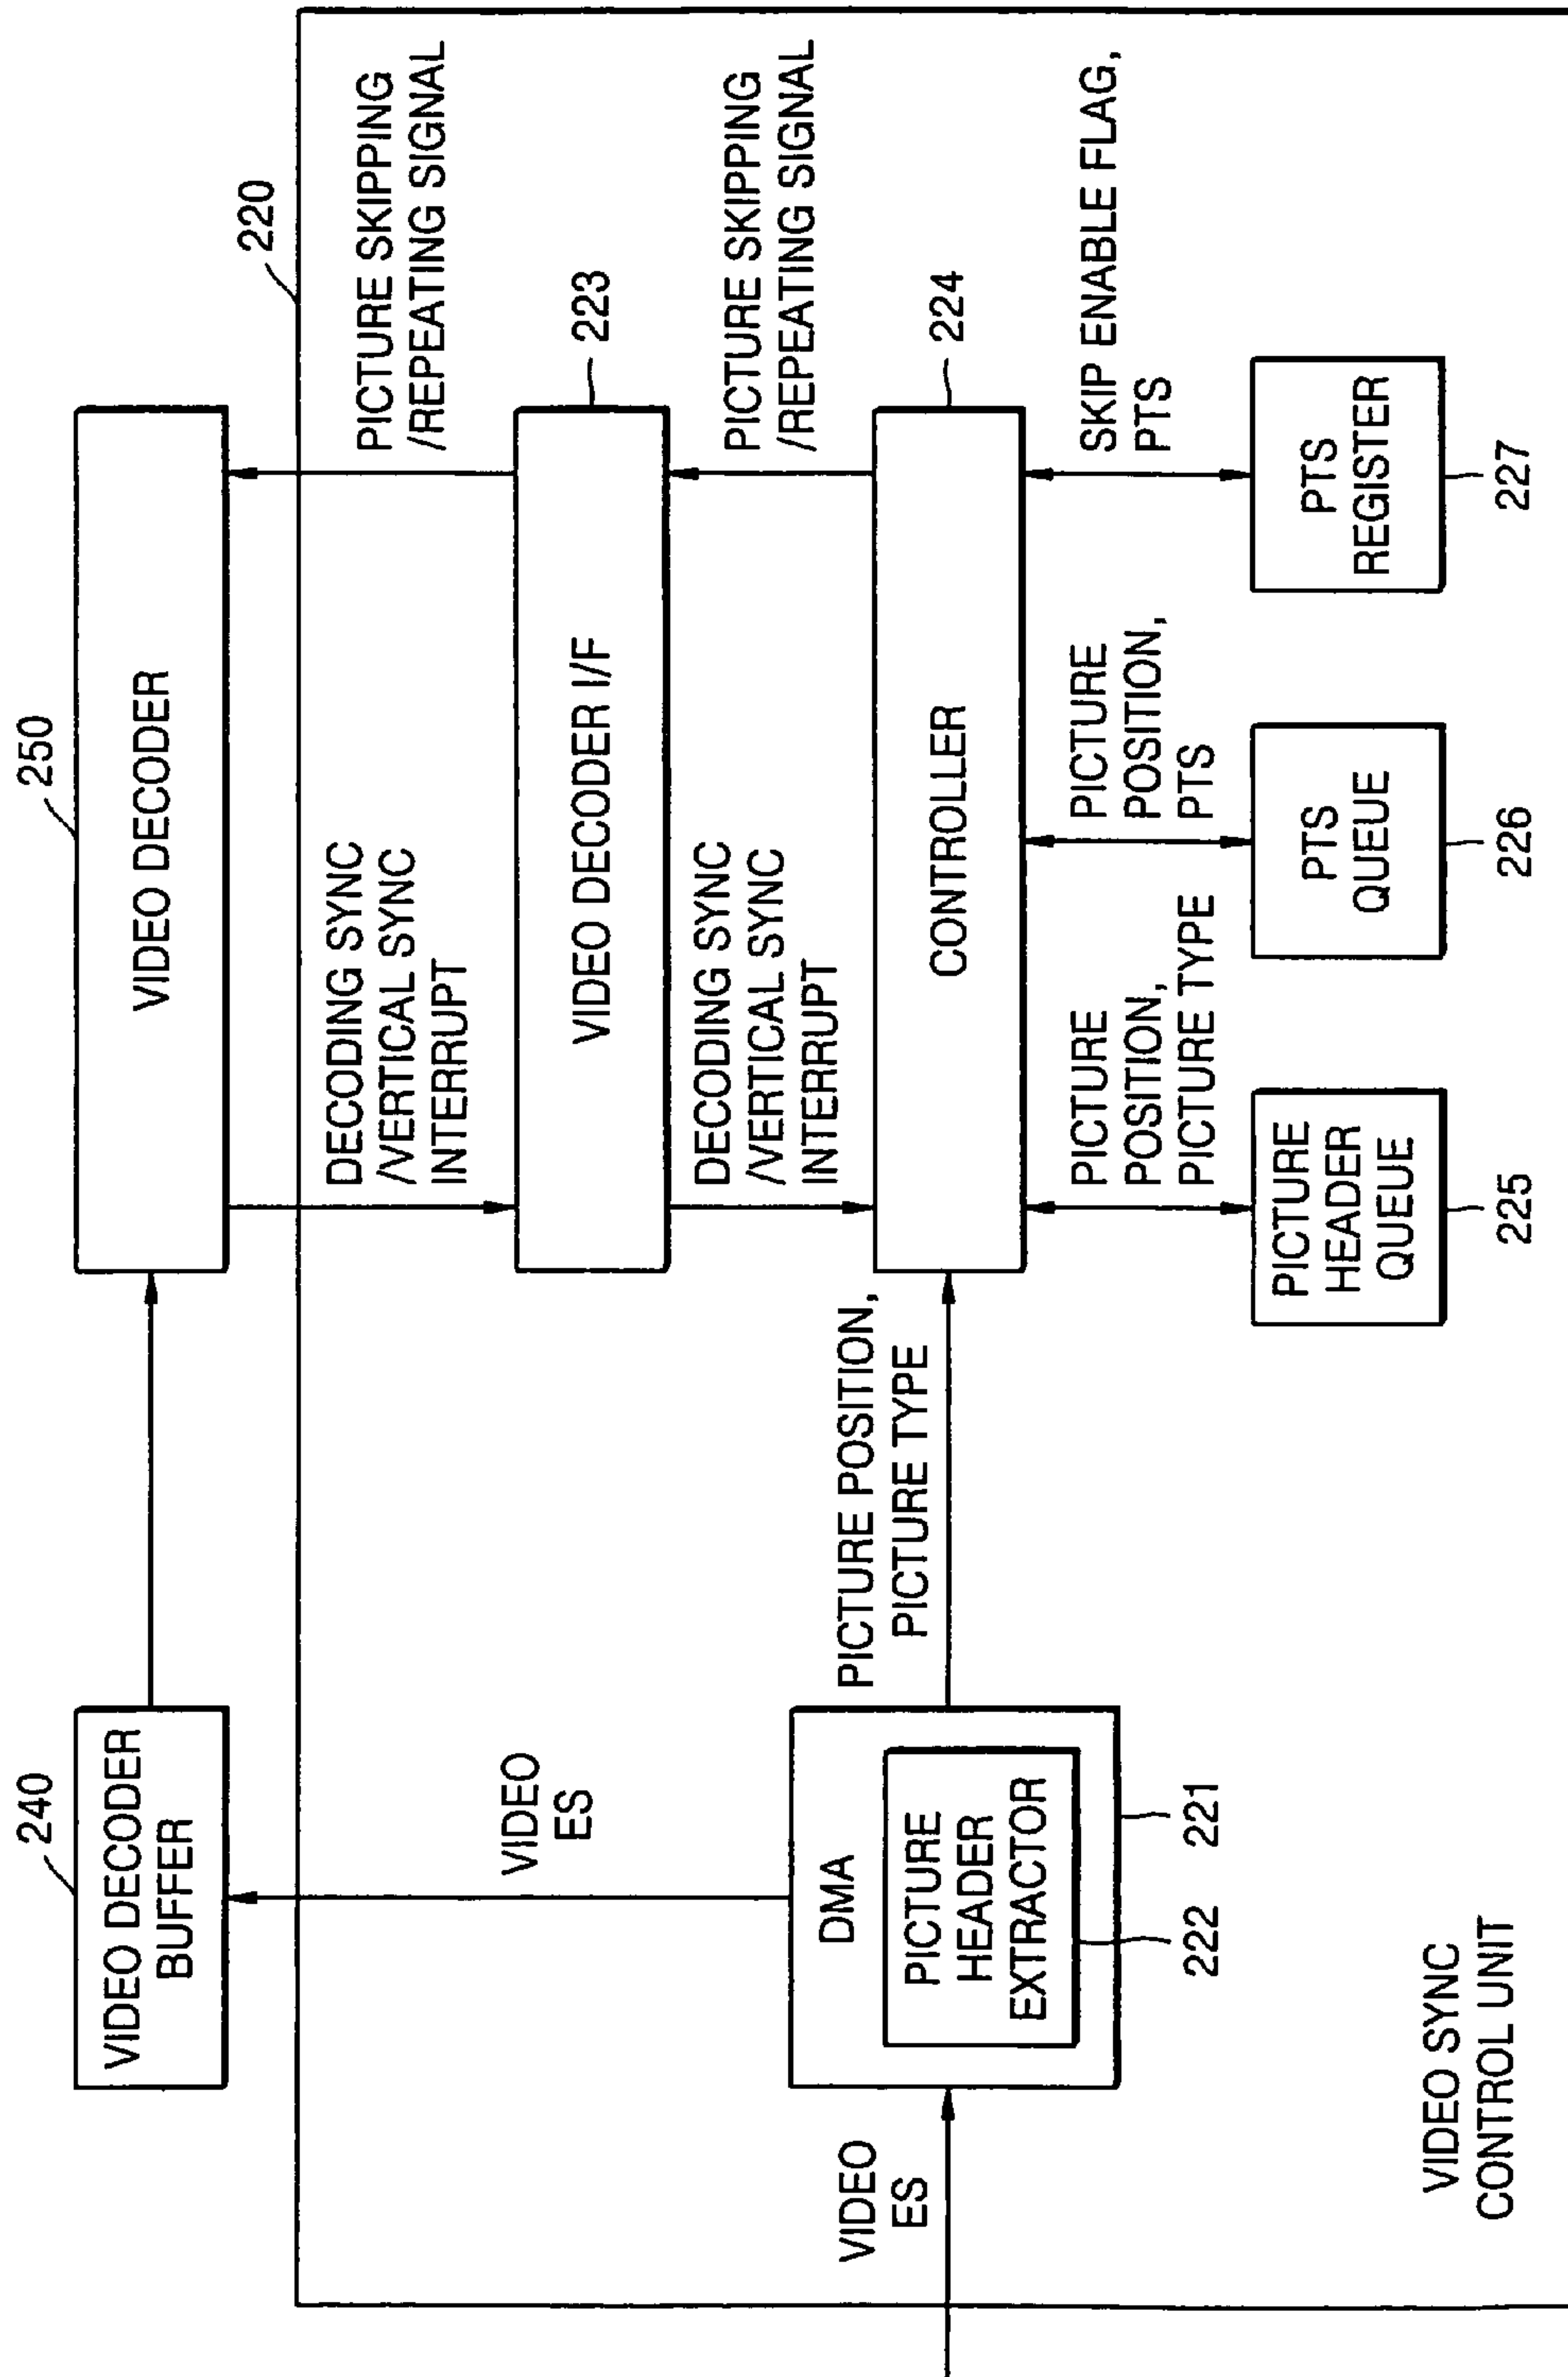 240
VIDEO DECODER
BUFFER
250
VIDEO DECODER
220
VIDEO
ES
DECODING SYNC
/VERTICAL SYNC
INTERRUPT
PICTURE SKIPPING
/REPEATING SIGNAL
VIDEO DECODER I/F
223
DECODING SYNC
/VERTICAL SYNC
INTERRUPT
PICTURE SKIPPING
/REPEATING SIGNAL
VIDEO
ES
DMA
PICTURE
HEADER
EXTRACTOR
222
221
PICTURE POSITION,
PICTURE TYPE
CONTROLLER
224
PICTURE
POSITION,
PICTURE TYPE
PICTURE
POSITION,
PTS
SKIP ENABLE FLAG,
PTS
PICTURE
HEADER
QUEUE
225
PTS
QUEUE
226
PTS
REGISTER
227
VIDEO SYNC
CONTROL UNIT